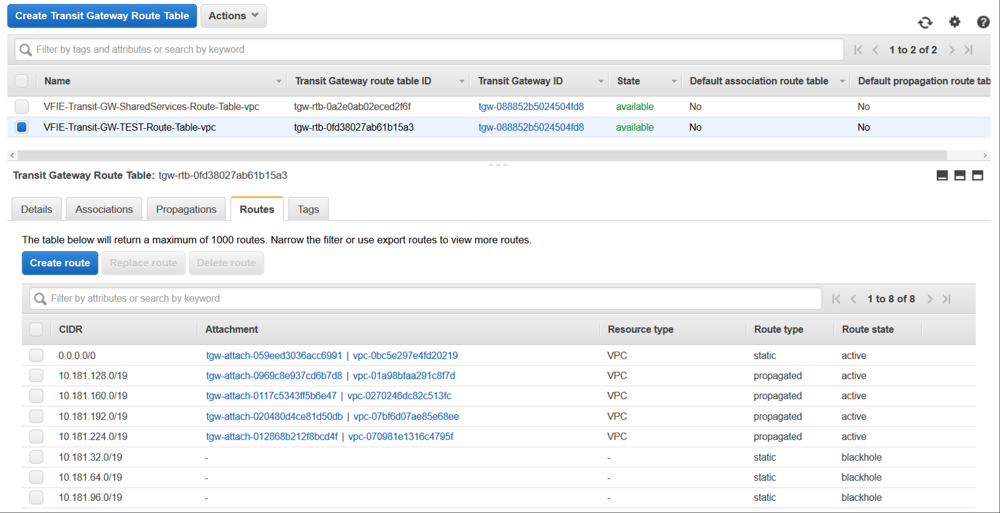 Create Transit Gateway Route Table Actions
Filter by tags and attributes or search by keyword 1 to 2 of 2
Name Transit Gateway route table ID Transit Gateway ID State Default association route table Default propagation route tab
VFIE-Transit-GW-SharedServices-Route-Table-vpc tgw-rtb-0a2e0ab02eced2f6f tgw-088852b5024504fd8 available No No
VFIE-Transit-GW-TEST-Route-Table-vpc tgw-rtb-0fd38027ab61b15a3 tgw-088852b5024504fd8 available No No
Transit Gateway Route Table: tgw-rtb-0fd38027ab61b15a3
Details Associations Propagations Routes Tags
The table below will return a maximum of 1000 routes. Narrow the filter or use export routes to view more routes.
Create route Replace route Delete route
Filter by attributes or search by keyword 1 to 8 of 8
CIDR Attachment Resource type Route type Route state
0.0.0.0/0 tgw-attach-059eed3036acc6991 | vpc-0bc5e297e4fd20219 VPC static active
10.181.128.0/19 tgw-attach-0969c8e937cd6b7d8 | vpc-01a98bfaa291c8f7d VPC propagated active
10.181.160.0/19 tgw-attach-0117c5343ff5b6e47 | vpc-0270246dc82c513fc VPC propagated active
10.181.192.0/19 tgw-attach-020480d4ce81d50db | vpc-07bf6d07ae85e68ee VPC propagated active
10.181.224.0/19 tgw-attach-012868b212f8bcd4f | vpc-070981e1316c4795f VPC propagated active
10.181.32.0/19 - - static blackhole
10.181.64.0/19 - - static blackhole
10.181.96.0/19 - - static blackhole